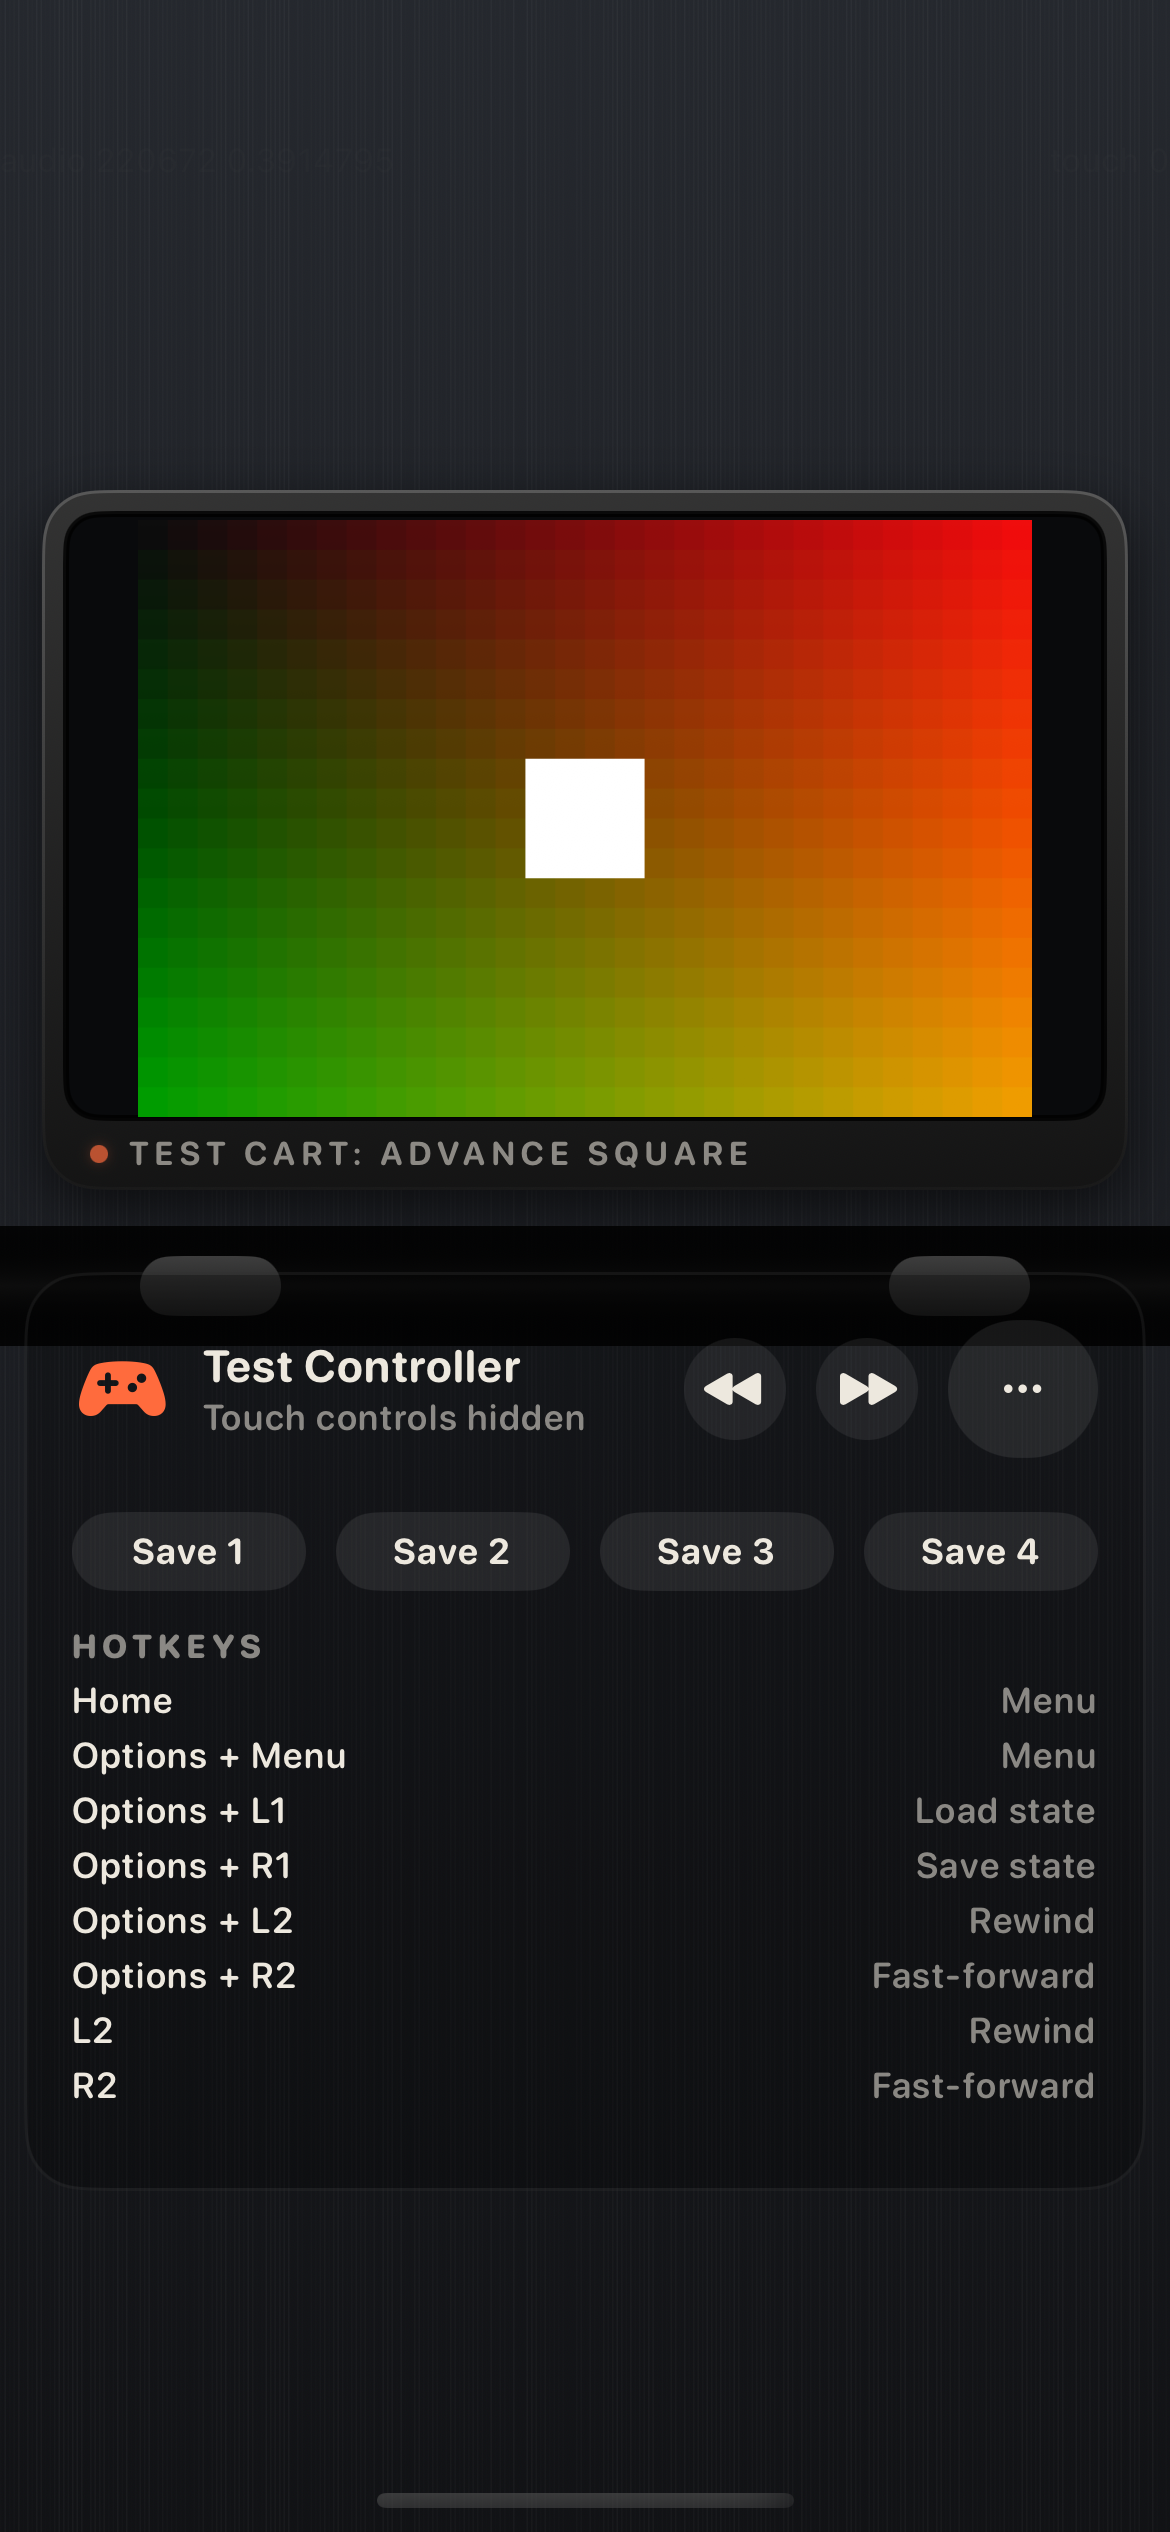 TEST CART: ADVANCE SQUARE
Test Controller
Touch controls hidden
Save 1 Save 2 Save 3 Save 4
HOTKEYS
Home Menu
Options + Menu Menu
Options + L1 Load state
Options + R1 Save state
Options + L2 Rewind
Options + R2 Fast-forward
L2 Rewind
R2 Fast-forward